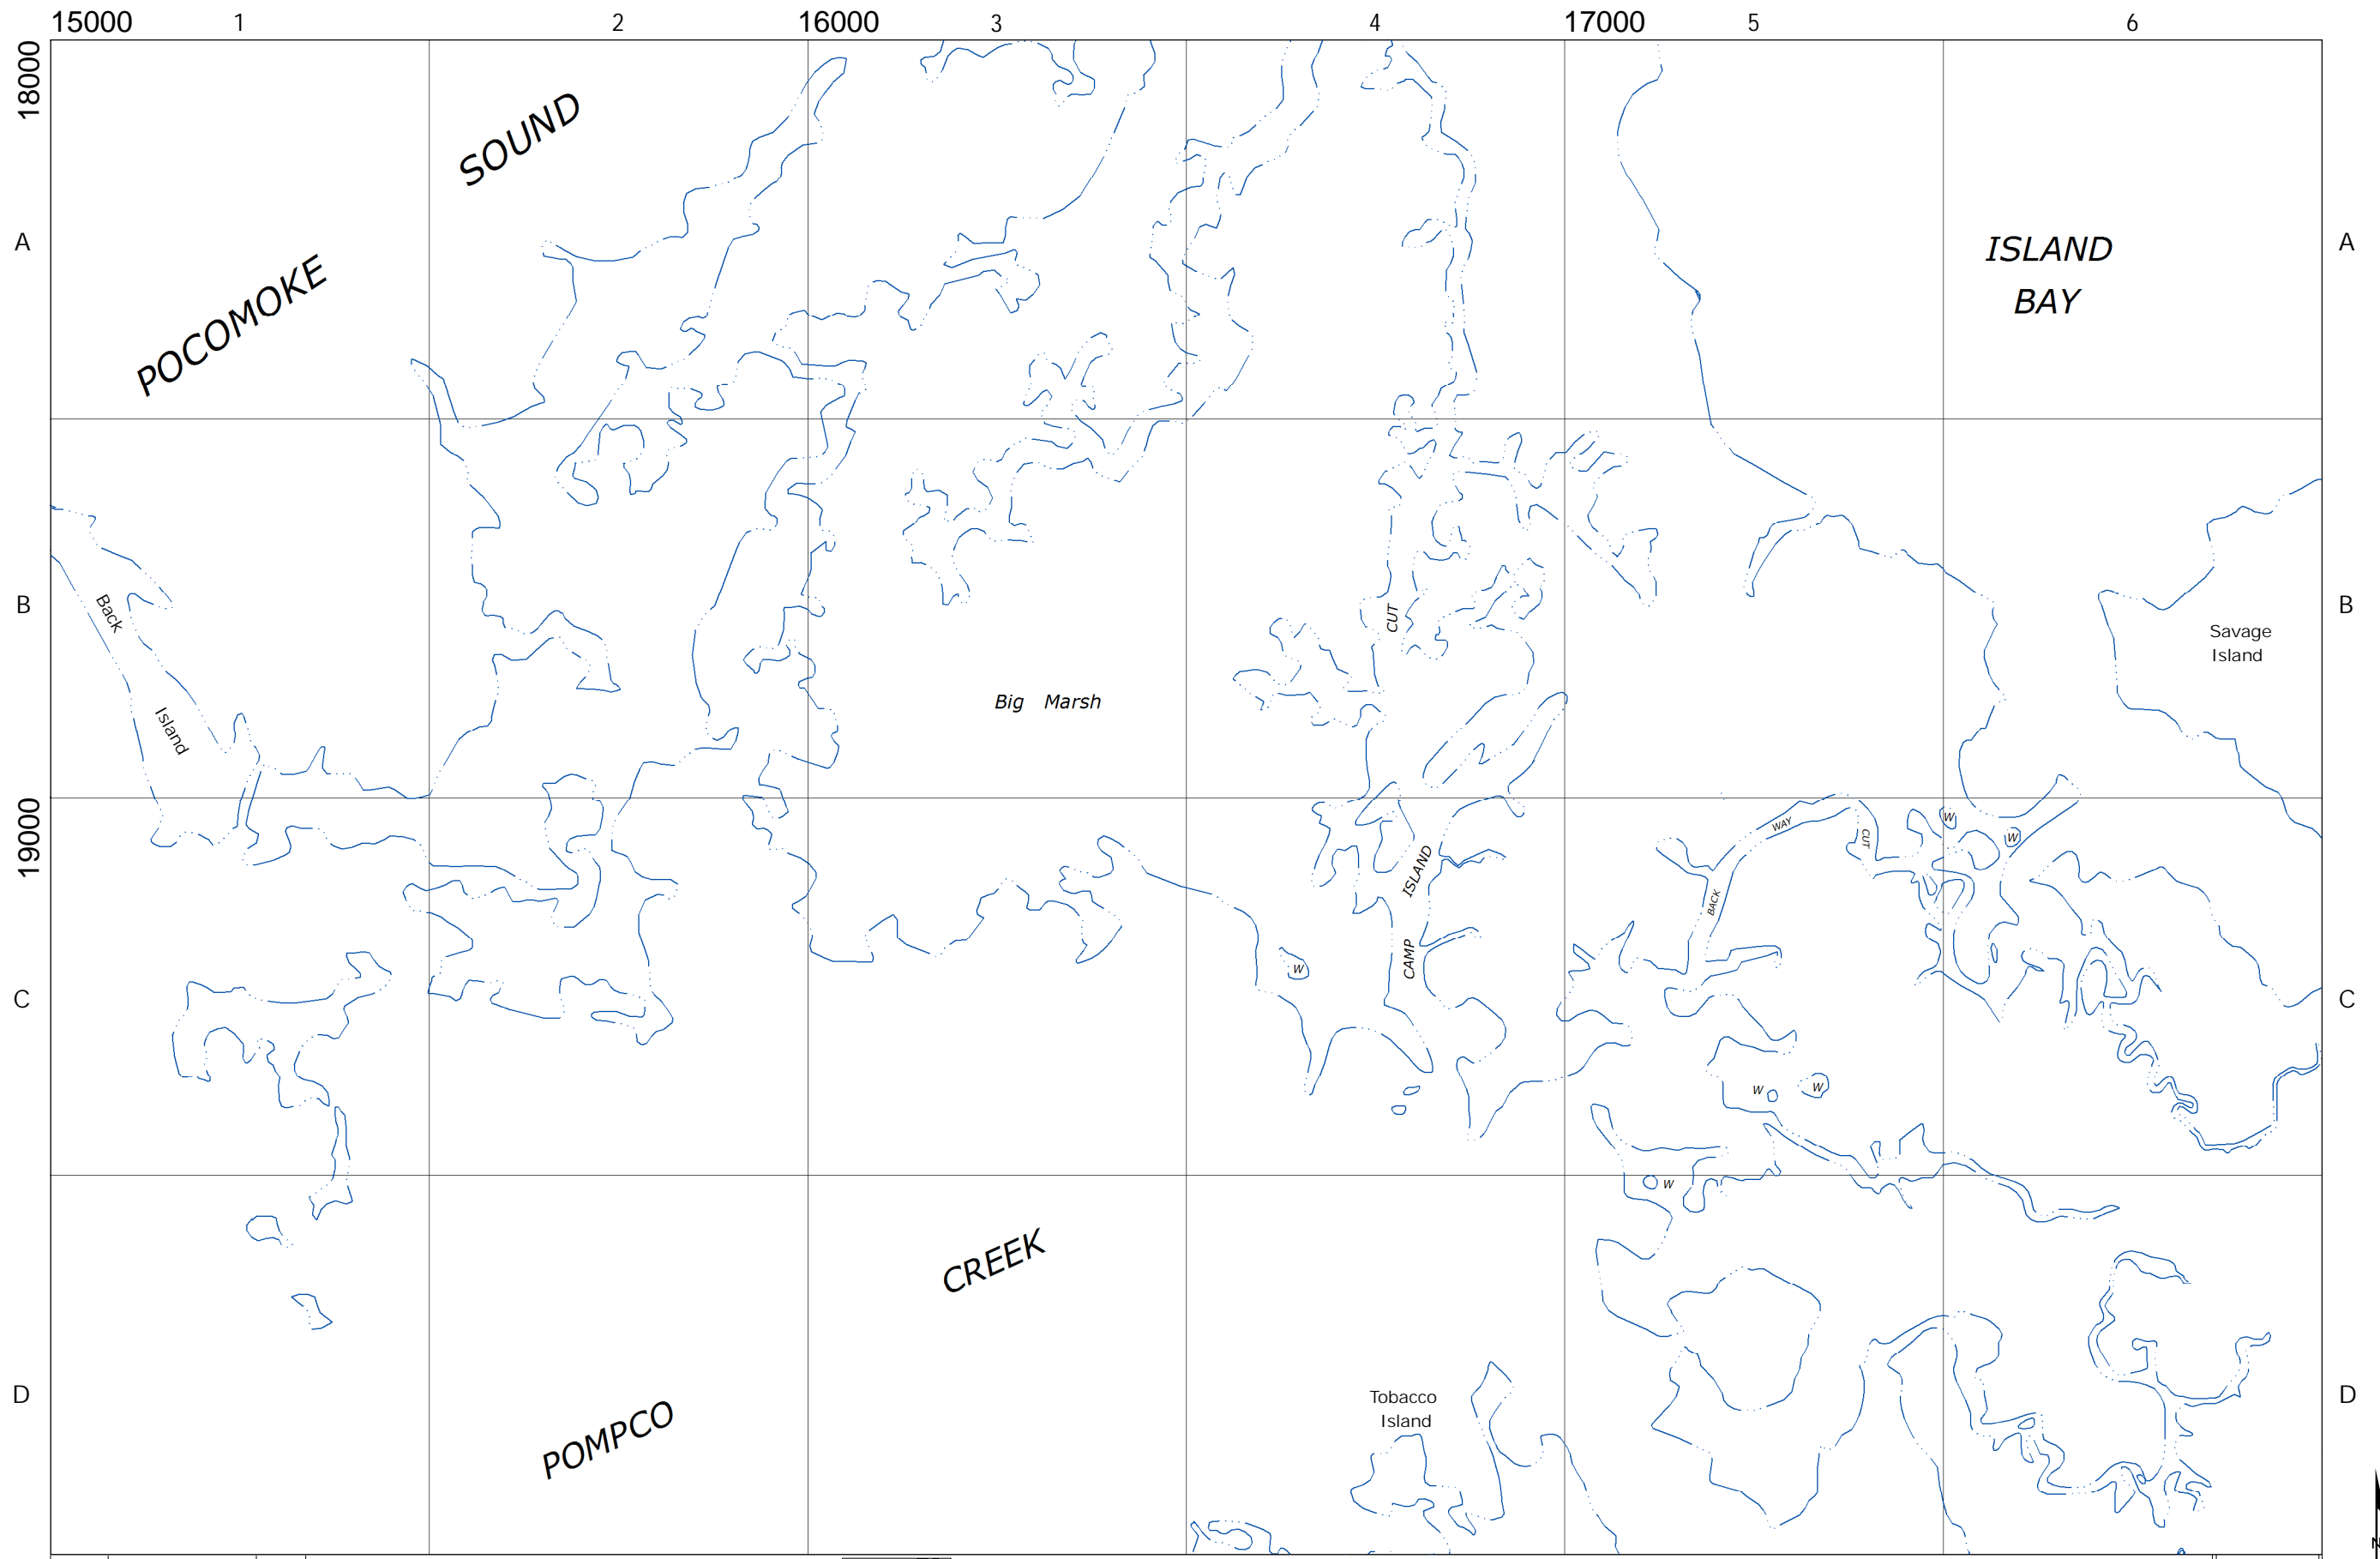 15000 1 2 16000 3 4 17000 5 6
18000
SOUND
POCOMOKE
A
ISLAND
BAY
A
B
Back
Island
CUT
Savage
Island
B
Big Marsh
19000
WAY
CUT
W
W
ISLAND
BACK
CAMP
W
C
C
W
W
W
CREEK
D
Tobacco
Island
D
POMPCO